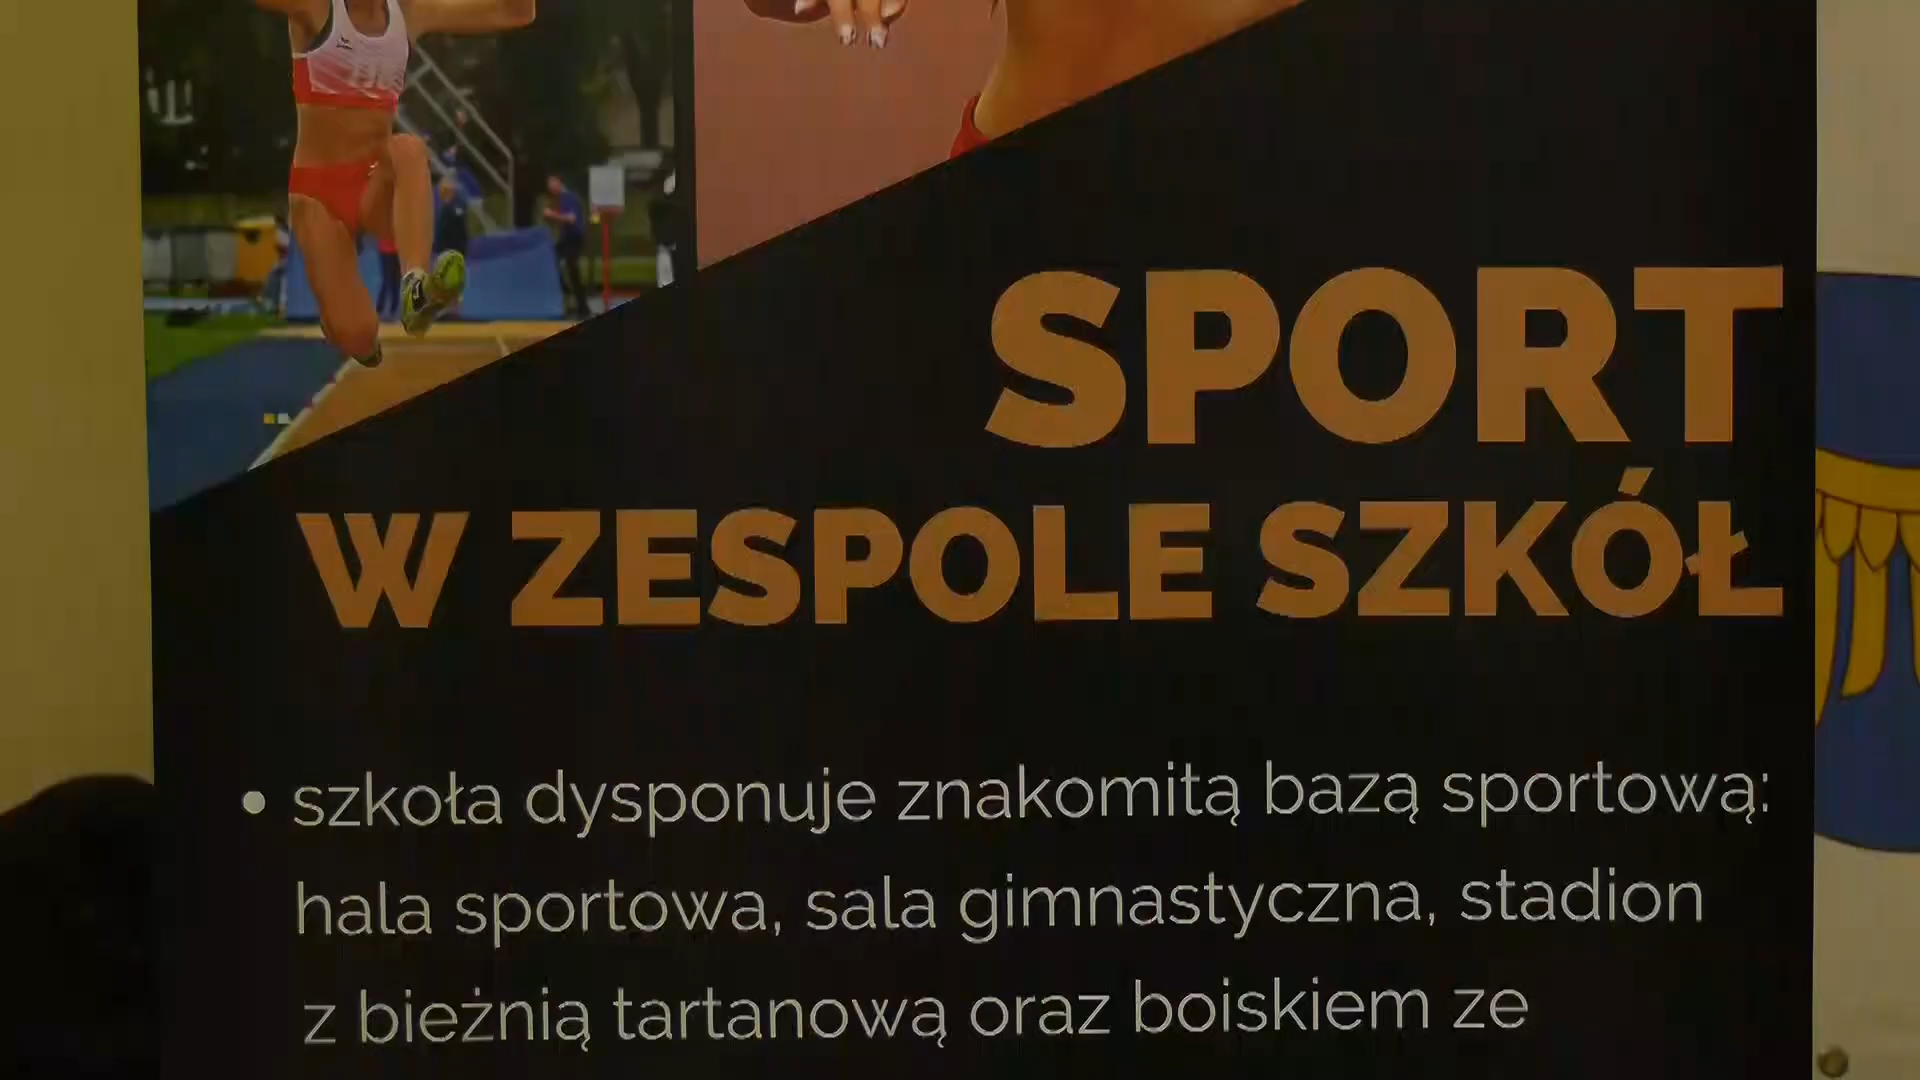 SPORT
W ZESPOLE SZKÓŁ
• szkoła dysponuje znakomitą bazą sportową:
hala sportowa, sala gimnastyczna, stadion
z bieżnią tartanową oraz boiskiem ze